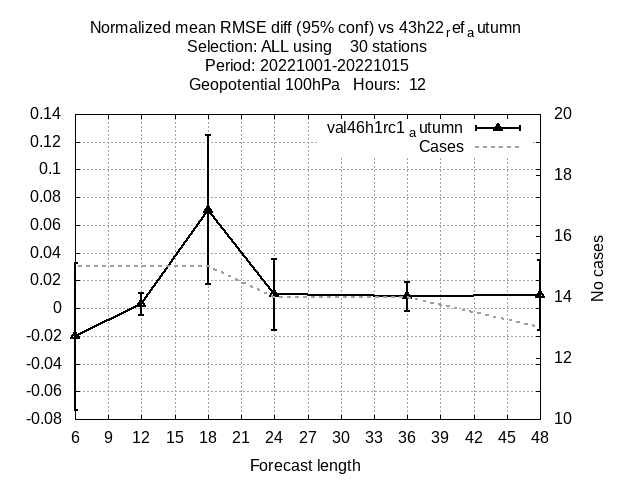 Normalized mean RMSE diff (95% conf) vs 43h22refautumn
Selection: ALL using 30 stations
Period: 20221001-20221015
Geopotential 100hPa Hours: 12
val46h1rc1autumn
Cases
0.14
0.12
0.1
0.08
0.06
0.04
0.02
0
-0.02
-0.04
-0.06
-0.08
20
18
16
14
12
10
No cases
6 9 12 15 18 21 24 27 30 33 36 39 42 45 48
Forecast length